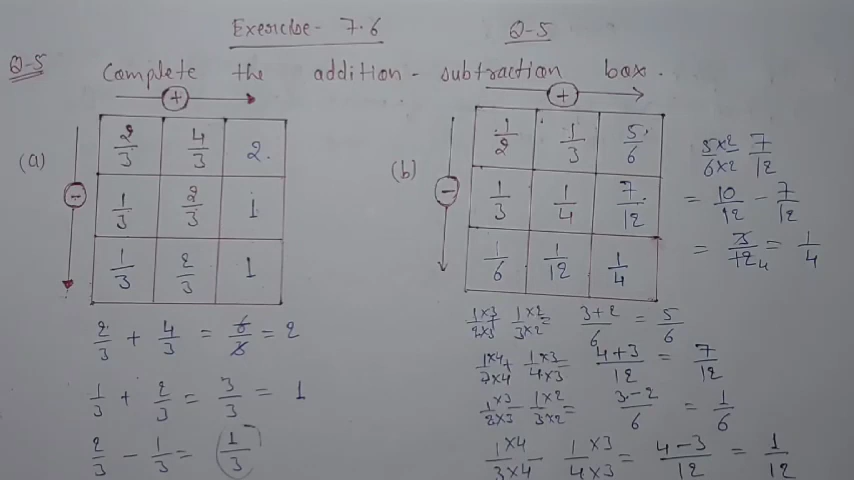 Exercise - 7.6 Q-5
Q-5 Complete the addition - subtraction box.
(a)
+
-
2/3 4/3 2
1/3 2/3 1
1/3 2/3 1
2/3 + 4/3 = 6/3 = 2
1/3 + 2/3 = 3/3 = 1
2/3 - 1/3 = 1/3
(b)
+
-
1/2 1/3 5/6
1/3 1/4 7/12
1/6 1/12 1/4
5×2/6×2 7/12
= 10/12 - 7/12
= 3/12 4 = 1/4
1×3/2×3 1×2/3×2 = 3+2/6 = 5/6
1×4/3×4 + 1×3/4×3 = 4+3/12 = 7/12
1×3/2×3 - 1×2/3×2 = 3-2/6 = 1/6
1×4/3×4 - 1×3/4×3 = 4-3/12 = 1/12